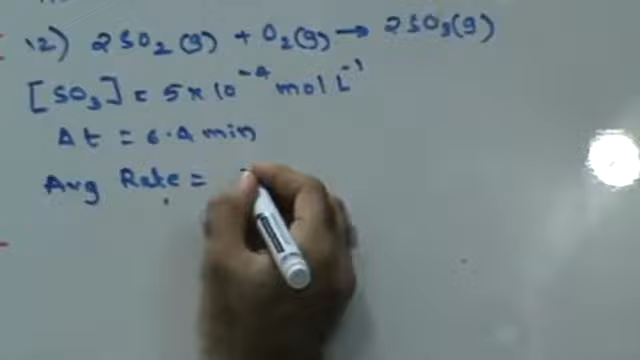 12) 2SO₂(g) + O₂(g) → 2SO₃(g)
[SO₃] = 5×10⁻⁴ mol L⁻¹
Δt = 6.4 min
Avg Rate =